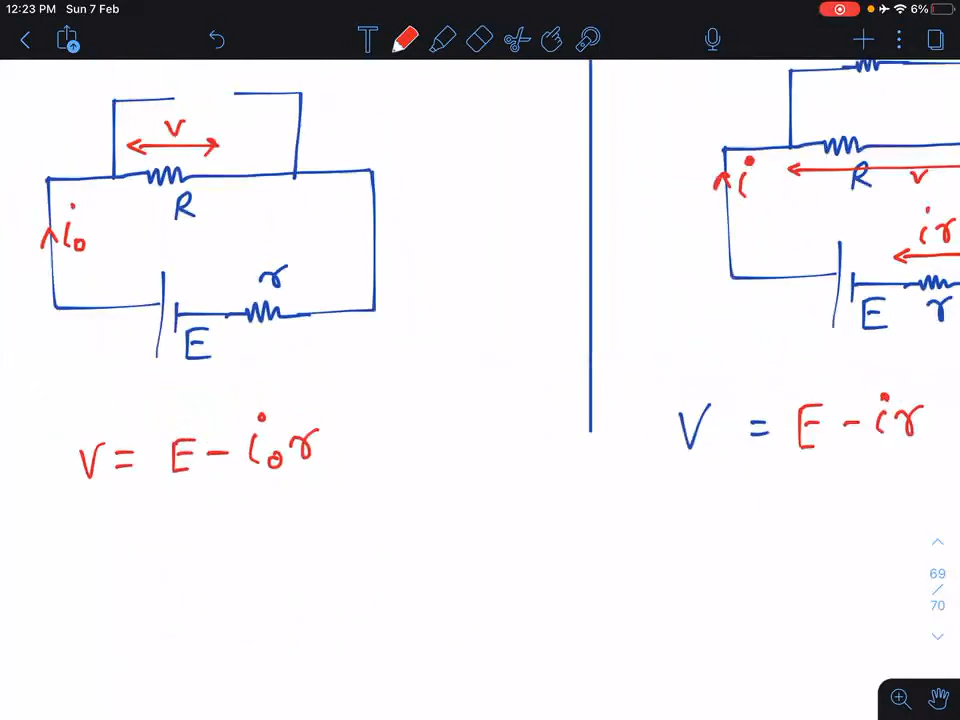 12:23 PM Sun 7 Feb
6%
T
V
R
i₀
r
E
V = E - i₀r
i
R
V
ir
E
r
V = E - ir
69
/
70